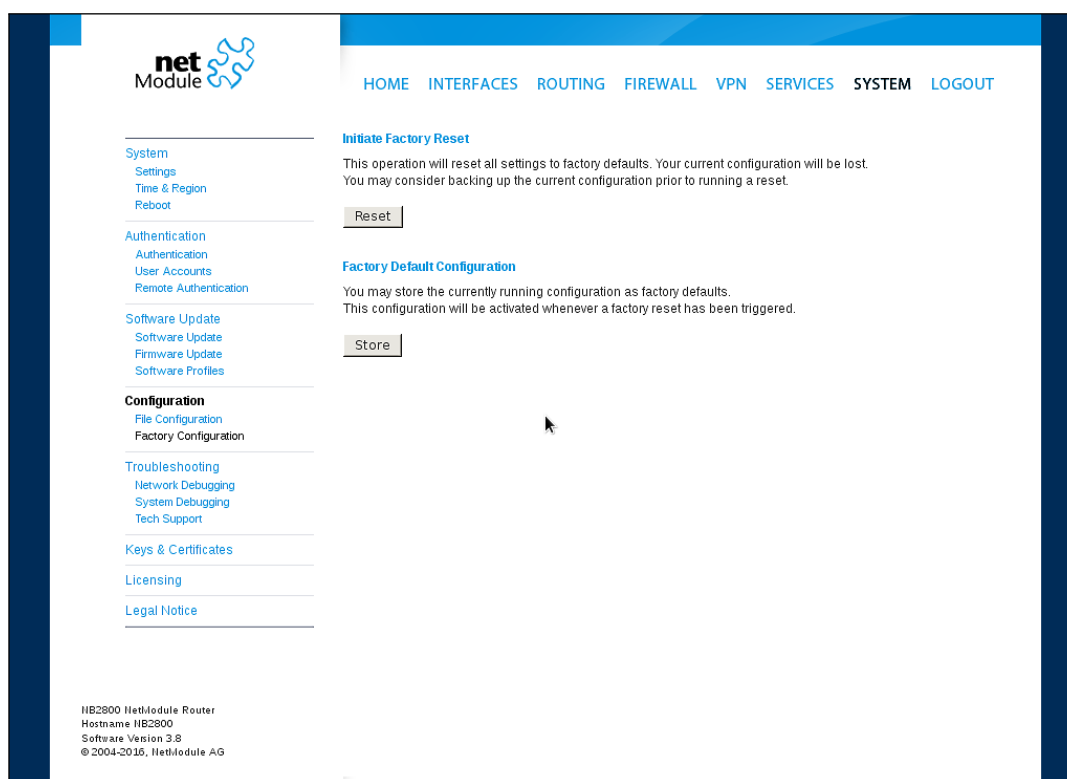 net
Module
HOME INTERFACES ROUTING FIREWALL VPN SERVICES SYSTEM LOGOUT
System
Settings
Time & Region
Reboot
Authentication
Authentication
User Accounts
Remote Authentication
Software Update
Software Update
Firmware Update
Software Profiles
Configuration
File Configuration
Factory Configuration
Troubleshooting
Network Debugging
System Debugging
Tech Support
Keys & Certificates
Licensing
Legal Notice
Initiate Factory Reset
This operation will reset all settings to factory defaults. Your current configuration will be lost.
You may consider backing up the current configuration prior to running a reset.
Reset
Factory Default Configuration
You may store the currently running configuration as factory defaults.
This configuration will be activated whenever a factory reset has been triggered.
Store
NB2800 NetModule Router
Hostname NB2800
Software Version 3.8
© 2004-2016, NetModule AG